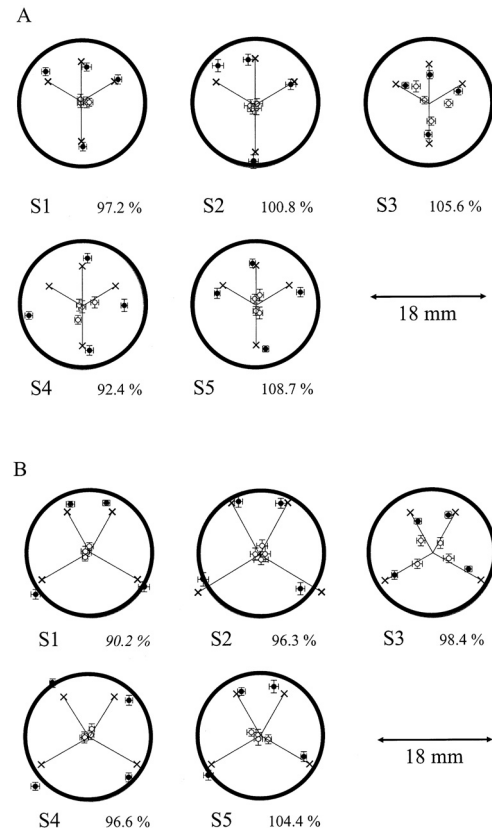 A
S1 97.2 %
S2 100.8 %
S3 105.6 %
S4 92.4 %
S5 108.7 %
18 mm
B
S1 90.2 %
S2 96.3 %
S3 98.4 %
S4 96.6 %
S5 104.4 %
18 mm